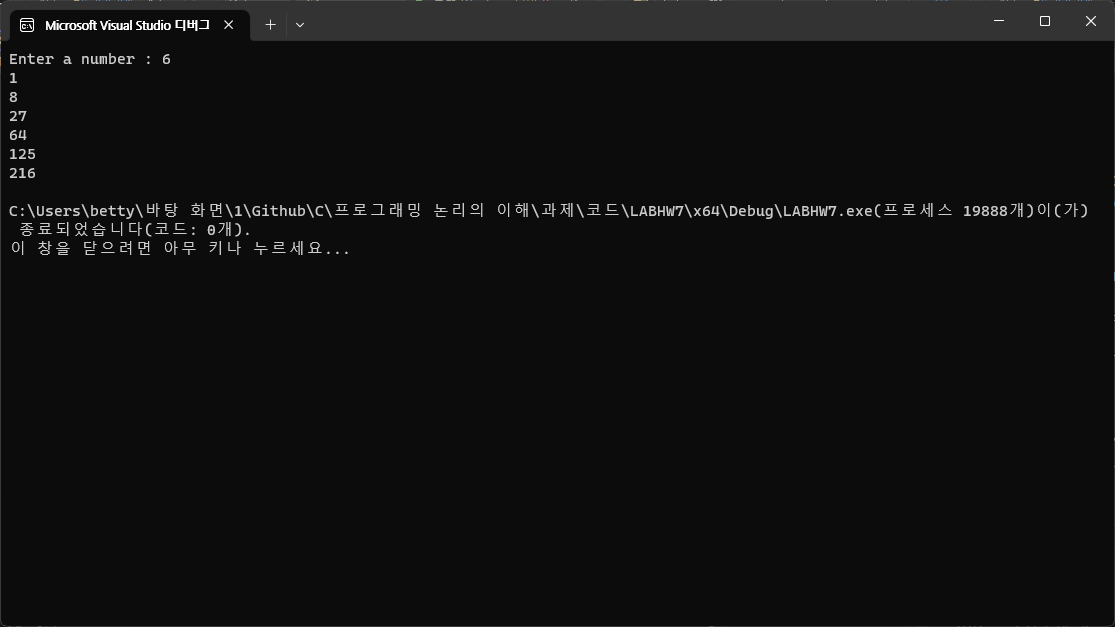 Microsoft Visual Studio 디버그
Enter a number : 6
1
8
27
64
125
216
C:\Users\betty\바탕 화면\1\Github\C\프로그래밍 논리의 이해\과제\코드\LABHW7\x64\Debug\LABHW7.exe(프로세스 19888개)이(가)
종료되었습니다(코드: 0개).
이 창을 닫으려면 아무 키나 누르세요...